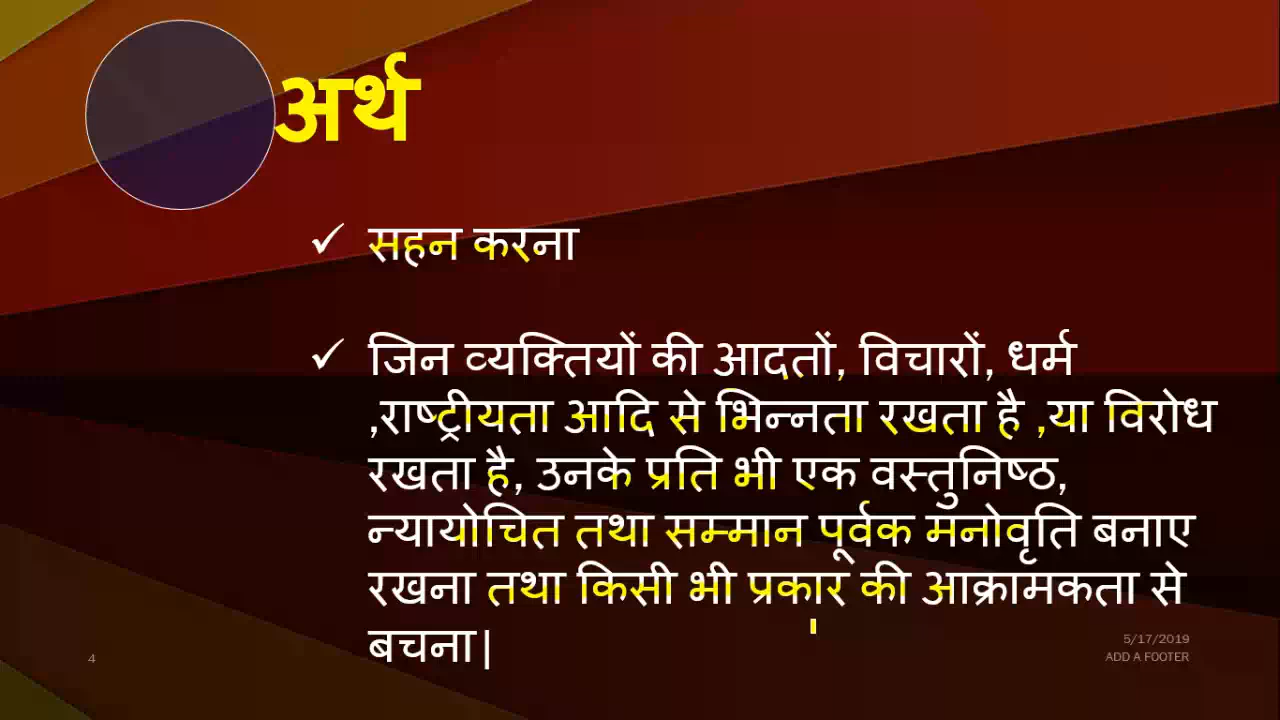 अर्थ
✓ सहन करना
✓ जिन व्यक्तियों की आदतों, विचारों, धर्म
,राष्ट्रीयता आदि से भिन्नता रखता है ,या विरोध
रखता है, उनके प्रति भी एक वस्तुनिष्ठ,
न्यायोचित तथा सम्मान पूर्वक मनोवृति बनाए
रखना तथा किसी भी प्रकार की आक्रामकता से
बचना|
5/17/2019
4
ADD A FOOTER